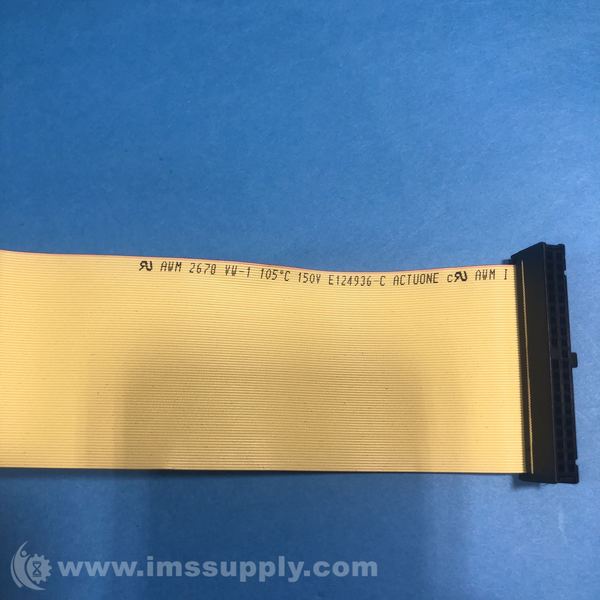 AWM 2678 VW-1 105°C 150V E124936-C ACTUONE AWM I
www.imssupply.com